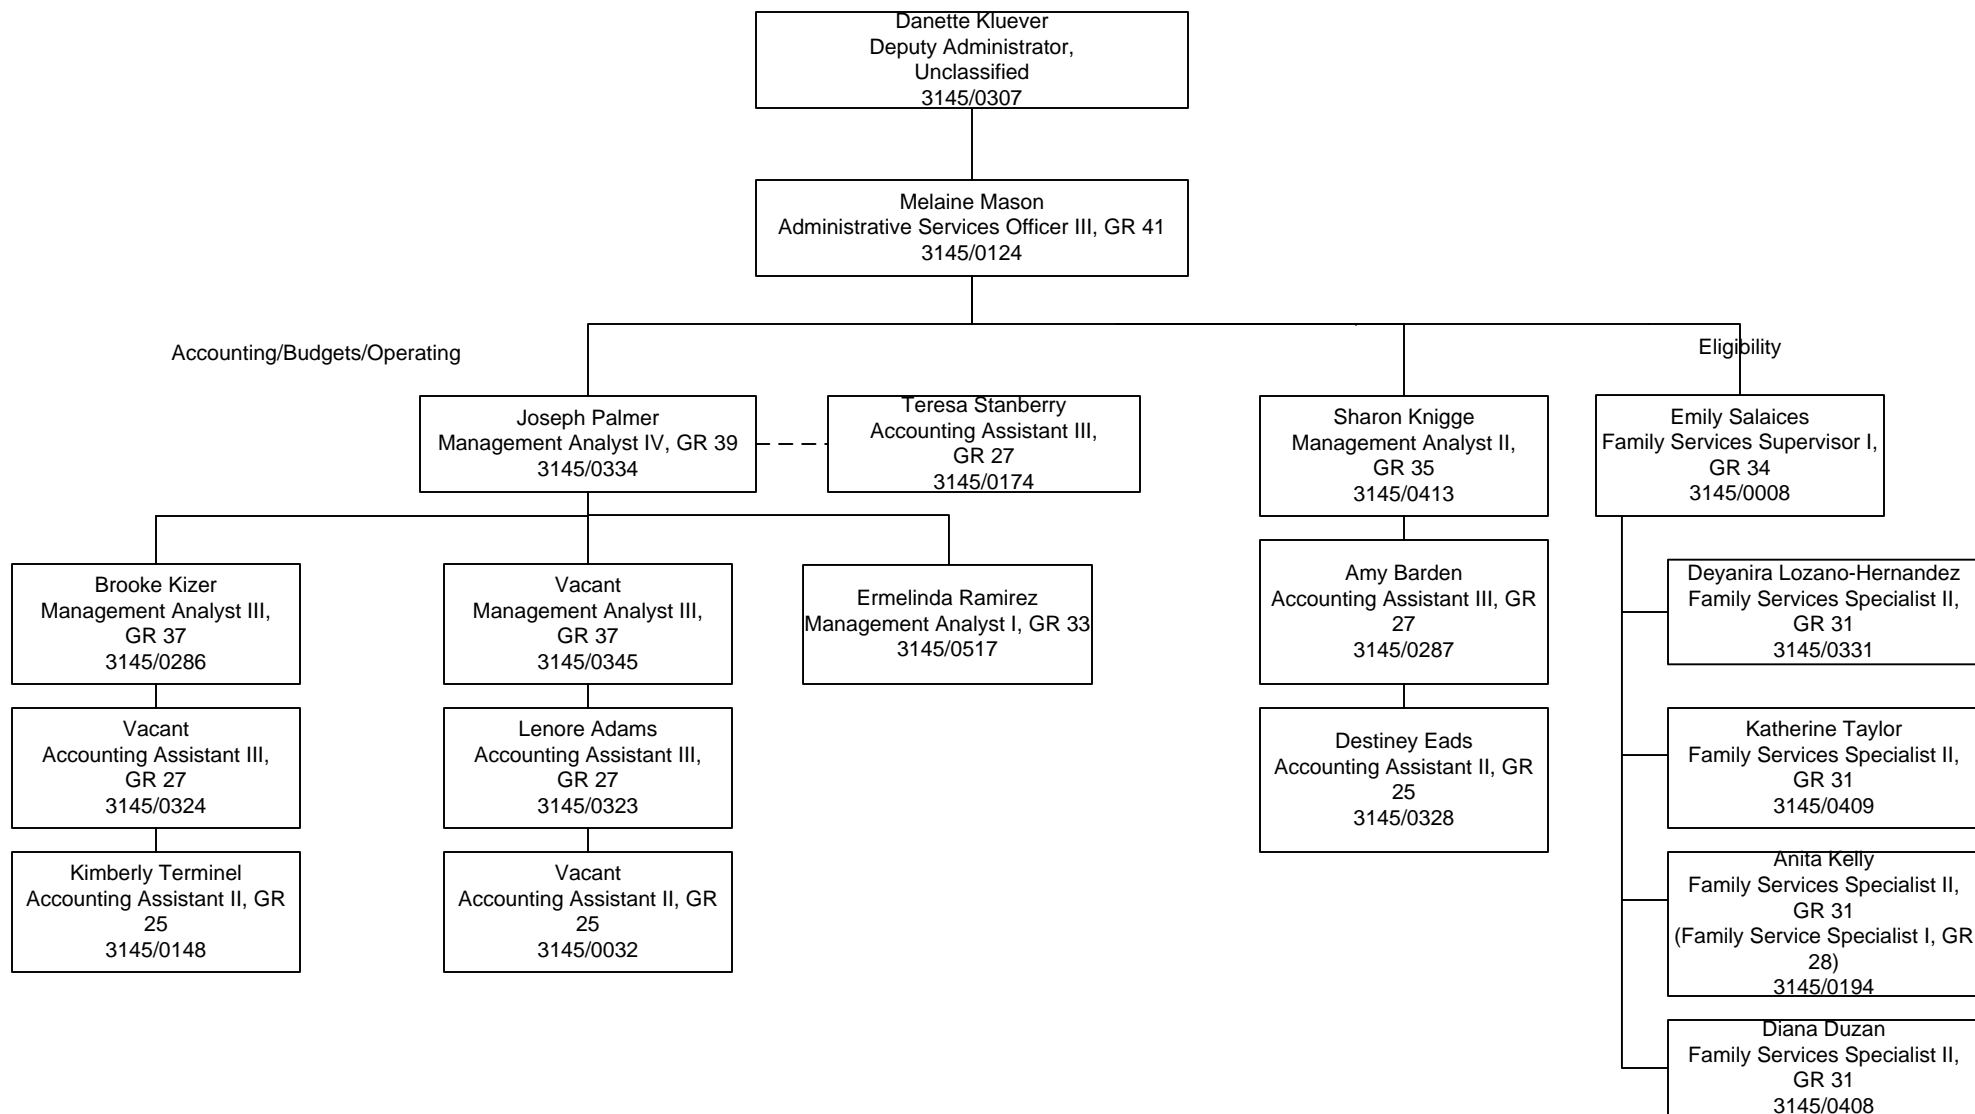 Danette Kluever
Deputy Administrator,
Unclassified
3145/0307
Melaine Mason
Administrative Services Officer III, GR 41
3145/0124
Accounting/Budgets/Operating
Eligibility
Joseph Palmer
Management Analyst IV, GR 39
3145/0334
Teresa Stanberry
Accounting Assistant III,
GR 27
3145/0174
Sharon Knigge
Management Analyst II,
GR 35
3145/0413
Emily Salaices
Family Services Supervisor I,
GR 34
3145/0008
Brooke Kizer
Management Analyst III,
GR 37
3145/0286
Vacant
Management Analyst III,
GR 37
3145/0345
Ermelinda Ramirez
Management Analyst I, GR 33
3145/0517
Amy Barden
Accounting Assistant III, GR
27
3145/0287
Deyanira Lozano-Hernandez
Family Services Specialist II,
GR 31
3145/0331
Vacant
Accounting Assistant III,
GR 27
3145/0324
Lenore Adams
Accounting Assistant III,
GR 27
3145/0323
Destiney Eads
Accounting Assistant II, GR
25
3145/0328
Katherine Taylor
Family Services Specialist II,
GR 31
3145/0409
Kimberly Terminel
Accounting Assistant II, GR
25
3145/0148
Vacant
Accounting Assistant II, GR
25
3145/0032
Anita Kelly
Family Services Specialist II,
GR 31
(Family Service Specialist I, GR
28)
3145/0194
Diana Duzan
Family Services Specialist II,
GR 31
3145/0408